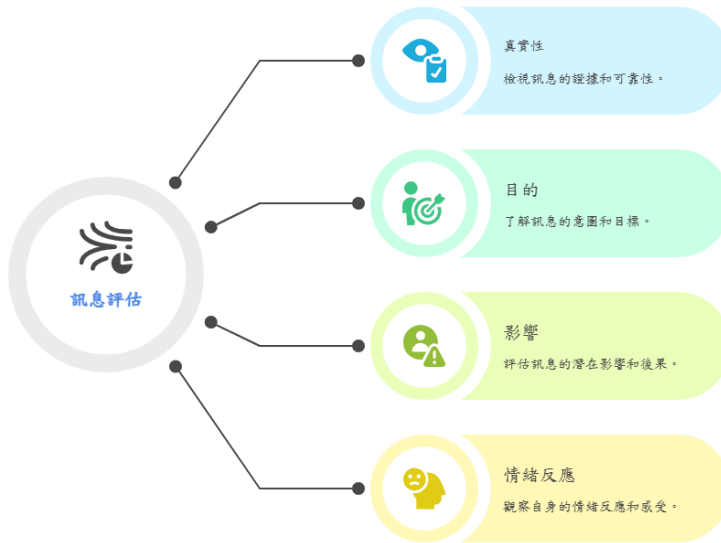 真實性
檢視訊息的證據和可靠性。
目的
了解訊息的意圖和目標。
訊息評估
影響
評估訊息的潛在影響和後果。
情緒反應
觀察自身的情緒反應和感受。